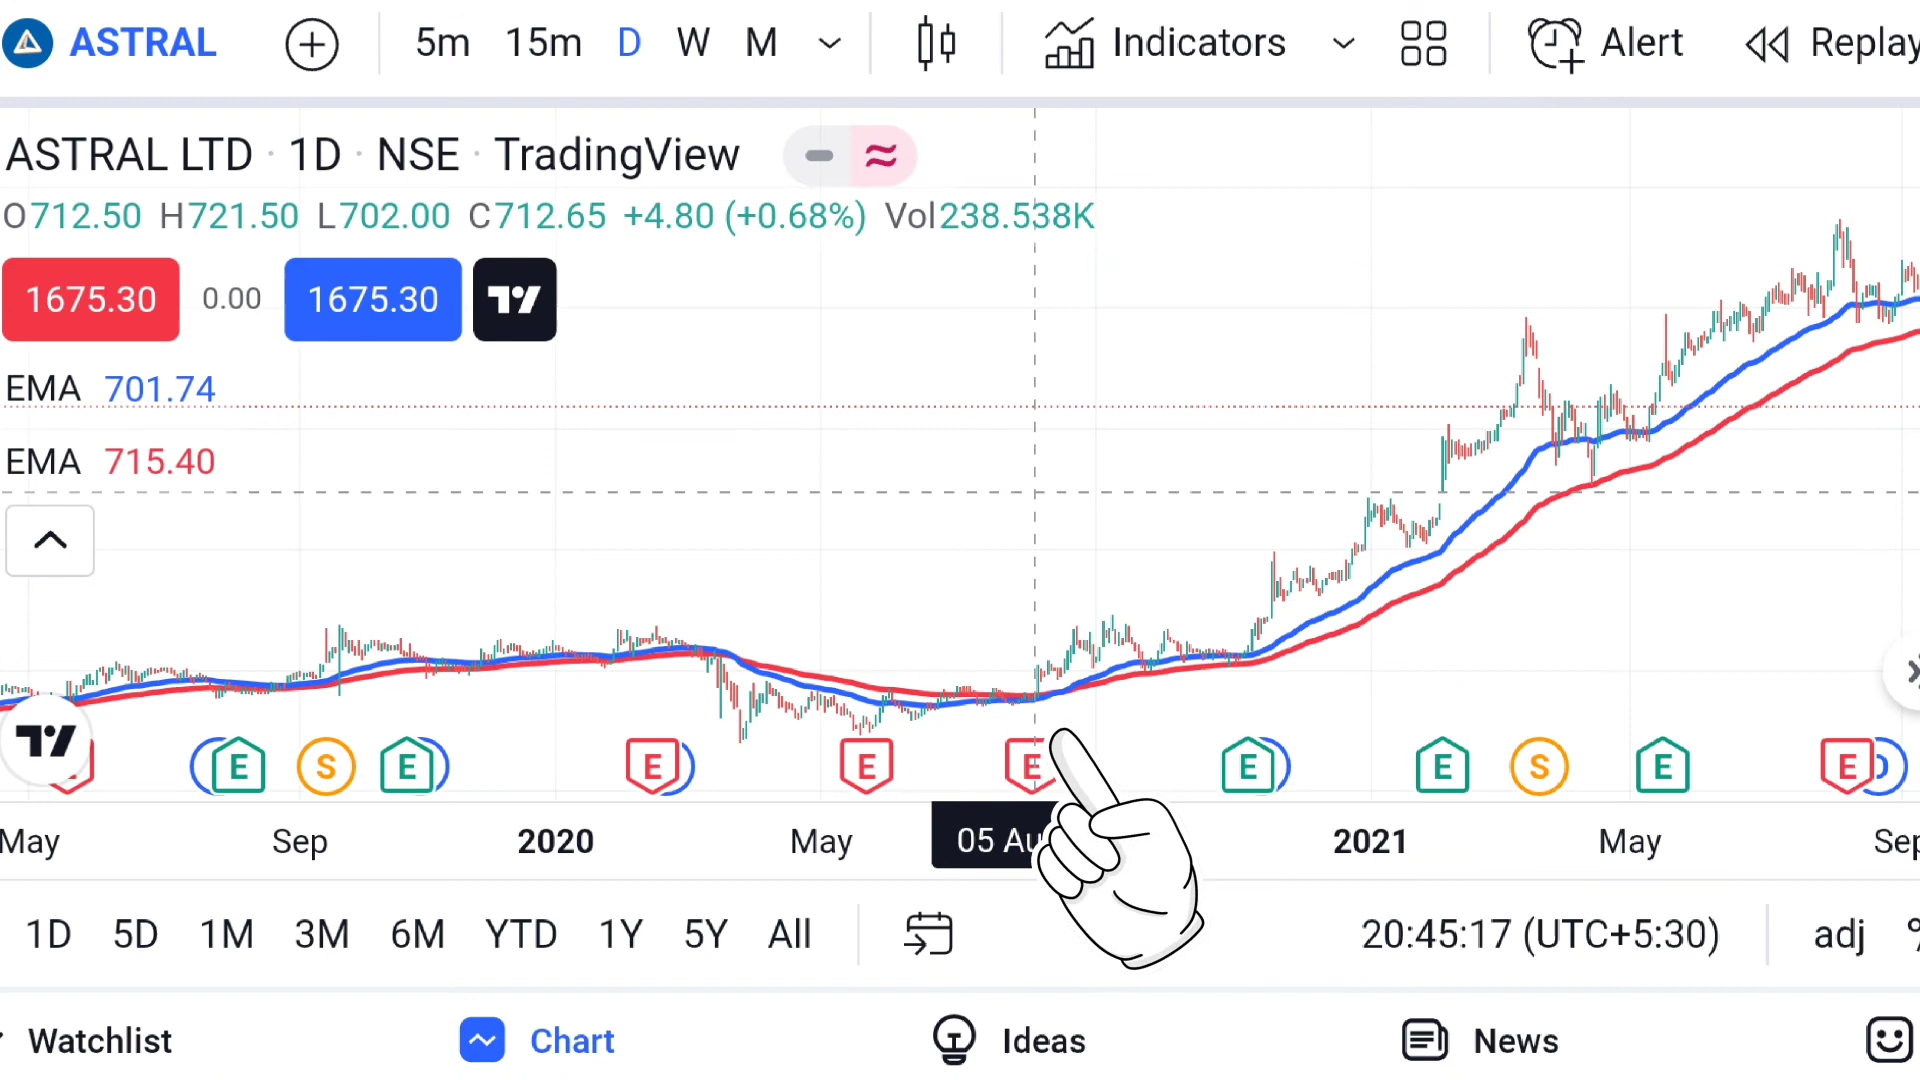 ASTRAL 5m 15m D W M Indicators Alert Replay
ASTRAL LTD · 1D · NSE · TradingView
O712.50 H721.50 L702.00 C712.65 +4.80 (+0.68%) Vol238.538K
1675.30 0.00 1675.30
EMA 701.74
EMA 715.40
E S E E E E E E S E E D
May Sep 2020 May 05 Au 2021 May Sep
1D 5D 1M 3M 6M YTD 1Y 5Y All 20:45:17 (UTC+5:30) adj %
Watchlist Chart Ideas News